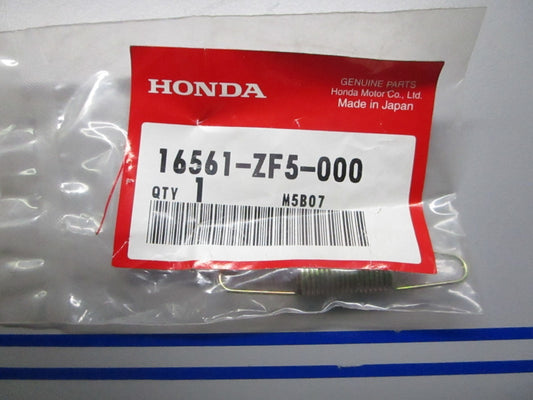 HONDA
GENUINE PARTS
Honda Motor Co., Ltd.
Made in Japan
16561-ZF5-000
QTY 1 M5B07